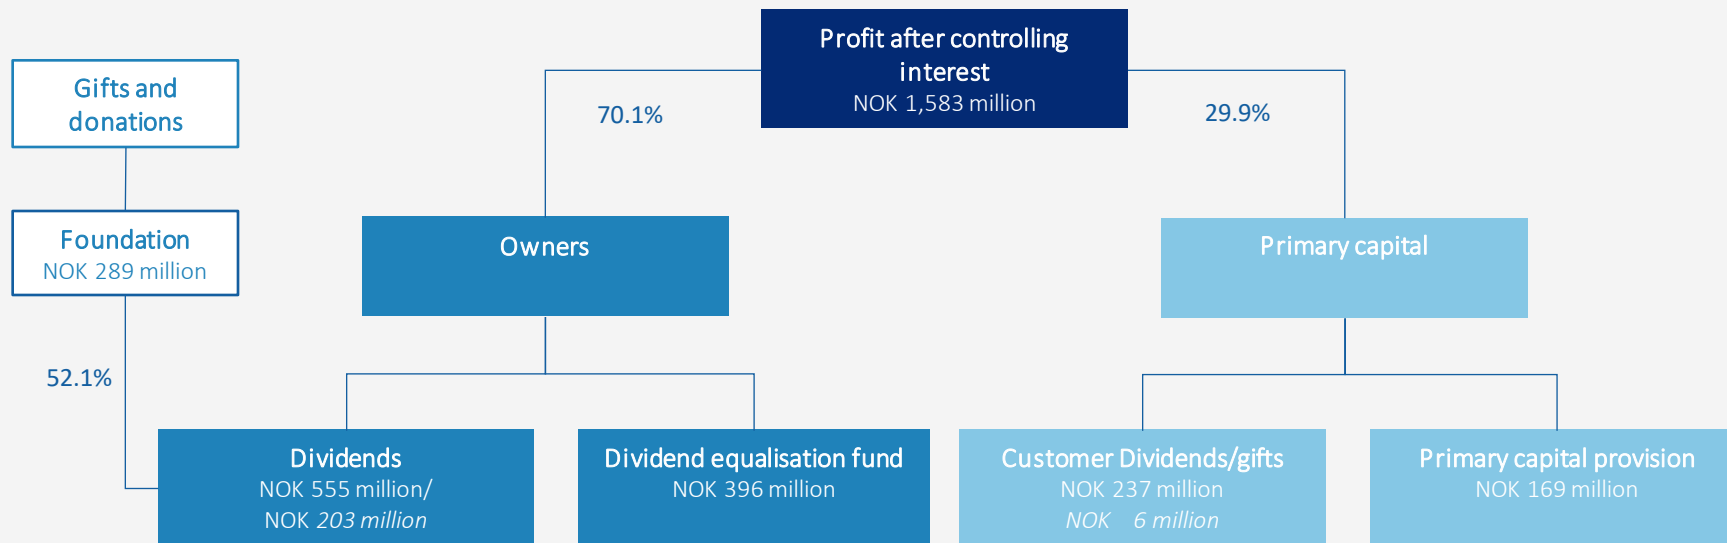 Profit after controlling
interest
NOK 1,583 million
70.1%
29.9%
Gifts and
donations
Foundation
NOK 289 million
52.1%
Owners
Primary capital
Dividends
NOK 555 million/
NOK 203 million
Dividend equalisation fund
NOK 396 million
Customer Dividends/gifts
NOK 237 million
NOK 6 million
Primary capital provision
NOK 169 million